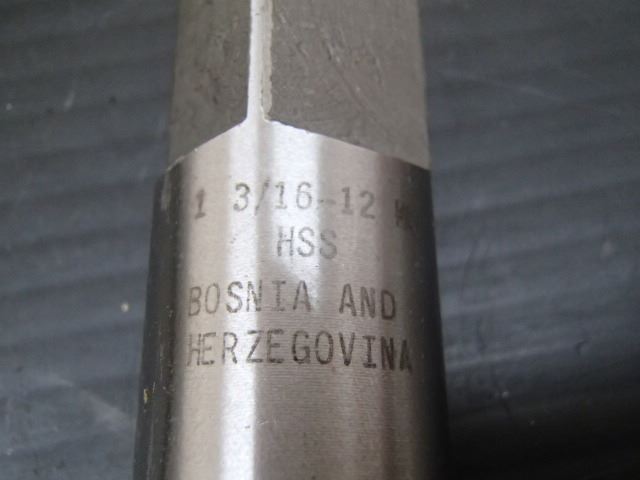 1 3/16-12
HSS
BOSNIA AND
HERZEGOVINA